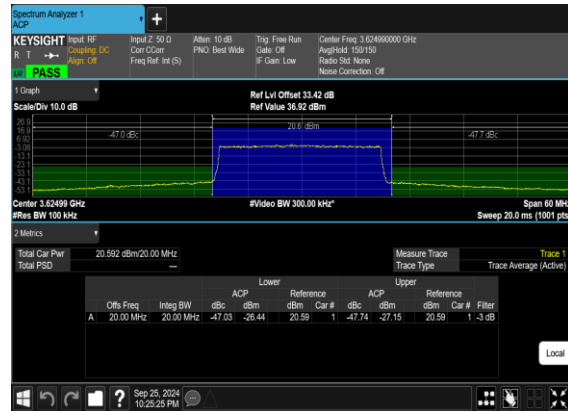 Spectrum Analyzer 1
ACP
KEYSIGHT Input: RF Input Z: 50 Ω Atten: 10 dB Trig: Free Run Center Freq: 3.624990000 GHz
R T Coupling: DC Corr CCorr PNO: Best Wide Gate: Off Avg|Hold: 150/150
Align: Off Freq Ref: Int (S) IF Gain: Low Radio Std: None
LW PASS Noise Correction: Off
1 Graph Ref Lvl Offset 33.42 dB
Scale/Div 10.0 dB Ref Value 36.92 dBm
26.9
16.9 20.6 dBm
6.92 -47.0 dBc -47.7 dBc
-3.08
-13.1
-23.1
-33.1
-43.1
-53.1
Center 3.62499 GHz #Video BW 300.00 kHz* Span 60 MHz
#Res BW 100 kHz Sweep 20.0 ms (1001 pts)
2 Metrics
Total Car Pwr 20.592 dBm/20.00 MHz Measure Trace Trace 1
Total PSD --- Trace Type Trace Average (Active)
Lower Upper
ACP Reference ACP Reference
Offs Freq Integ BW dBc dBm dBm Car # dBc dBm dBm Car # Filter
A 20.00 MHz 20.00 MHz -47.03 -26.44 20.59 1 -47.74 -27.15 20.59 1 -3 dB
Local
Sep 25, 2024
10:25:25 PM